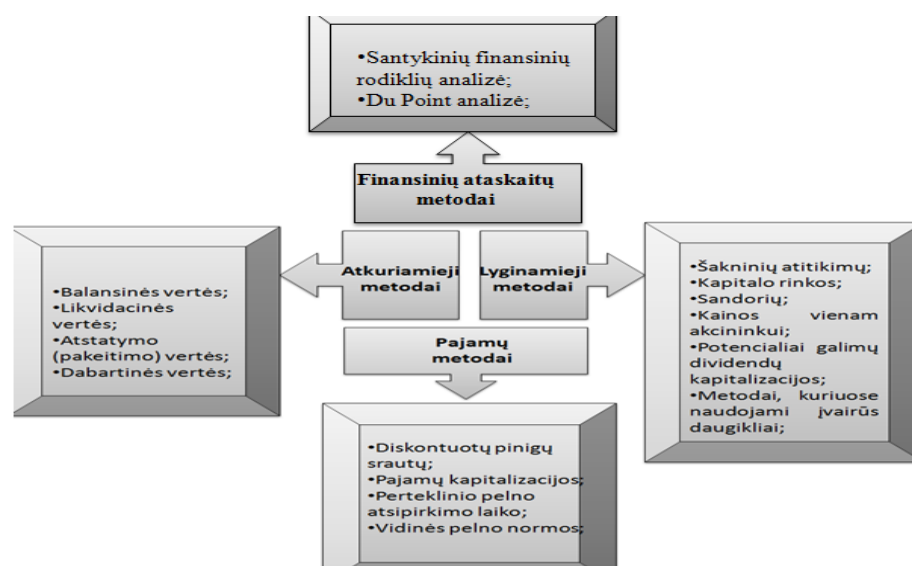 •Santykinių finansinių
rodiklių analizė;
•Du Point analizė;
Finansinių ataskaitų
metodai
Atkuriamieji
metodai
Lyginamieji
metodai
•Balansinės vertės;
•Likvidacinės
vertės;
•Atstatymo
(pakeitimo) vertės;
•Dabartinės vertės;
•Šakninių atitikimų;
•Kapitalo rinkos;
•Sandorių;
•Kainos vienam
akcininkui;
•Potencialiai galimų
dividendų
kapitalizacijos;
•Metodai, kuriuose
naudojami įvairūs
daugikliai;
Pajamų
metodai
•Diskontuotų pinigų
srautų;
•Pajamų kapitalizacijos;
•Perteklinio pelno
atsipirkimo laiko;
•Vidinės pelno normos;